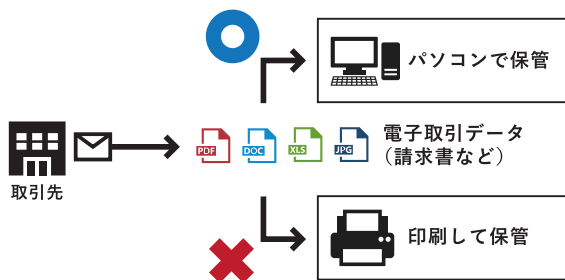 パソコンで保管
取引先
PDF
DOC
XLS
JPG
電子取引データ
（請求書など）
印刷して保管